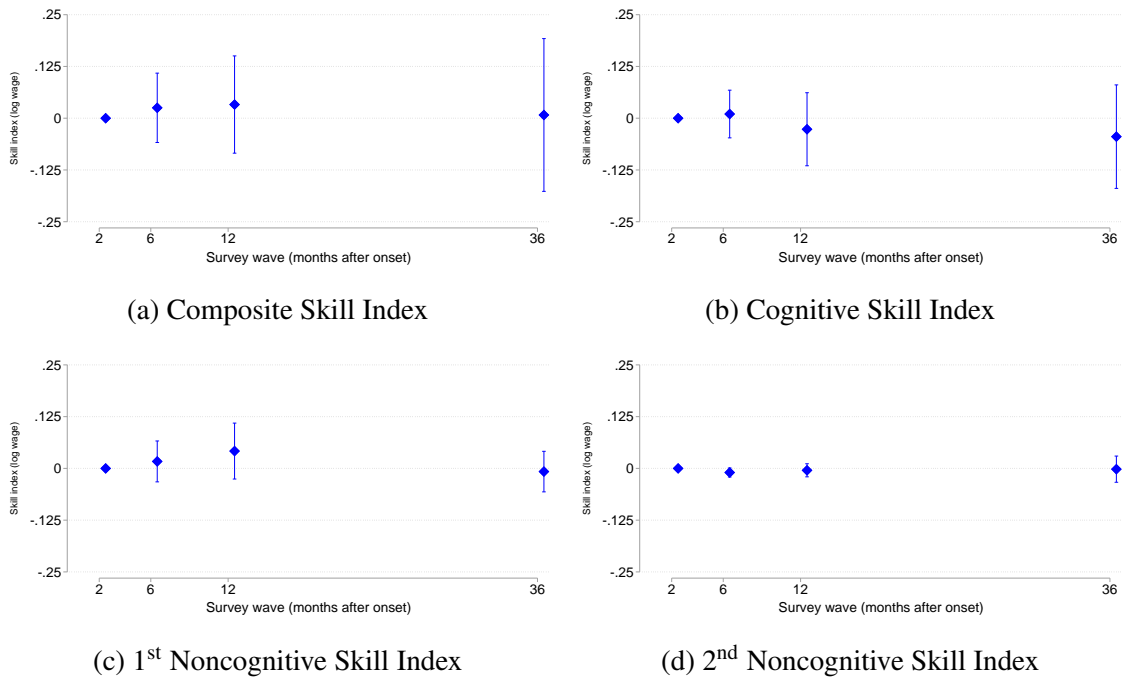 .25
.125
0
-.125
-.25
Skill index (log wage)
2 6 12 36
Survey wave (months after onset)
(a) Composite Skill Index
.25
.125
0
-.125
-.25
Skill index (log wage)
2 6 12 36
Survey wave (months after onset)
(b) Cognitive Skill Index
.25
.125
0
-.125
-.25
Skill index (log wage)
2 6 12 36
Survey wave (months after onset)
(c) 1st Noncognitive Skill Index
.25
.125
0
-.125
-.25
Skill index (log wage)
2 6 12 36
Survey wave (months after onset)
(d) 2nd Noncognitive Skill Index